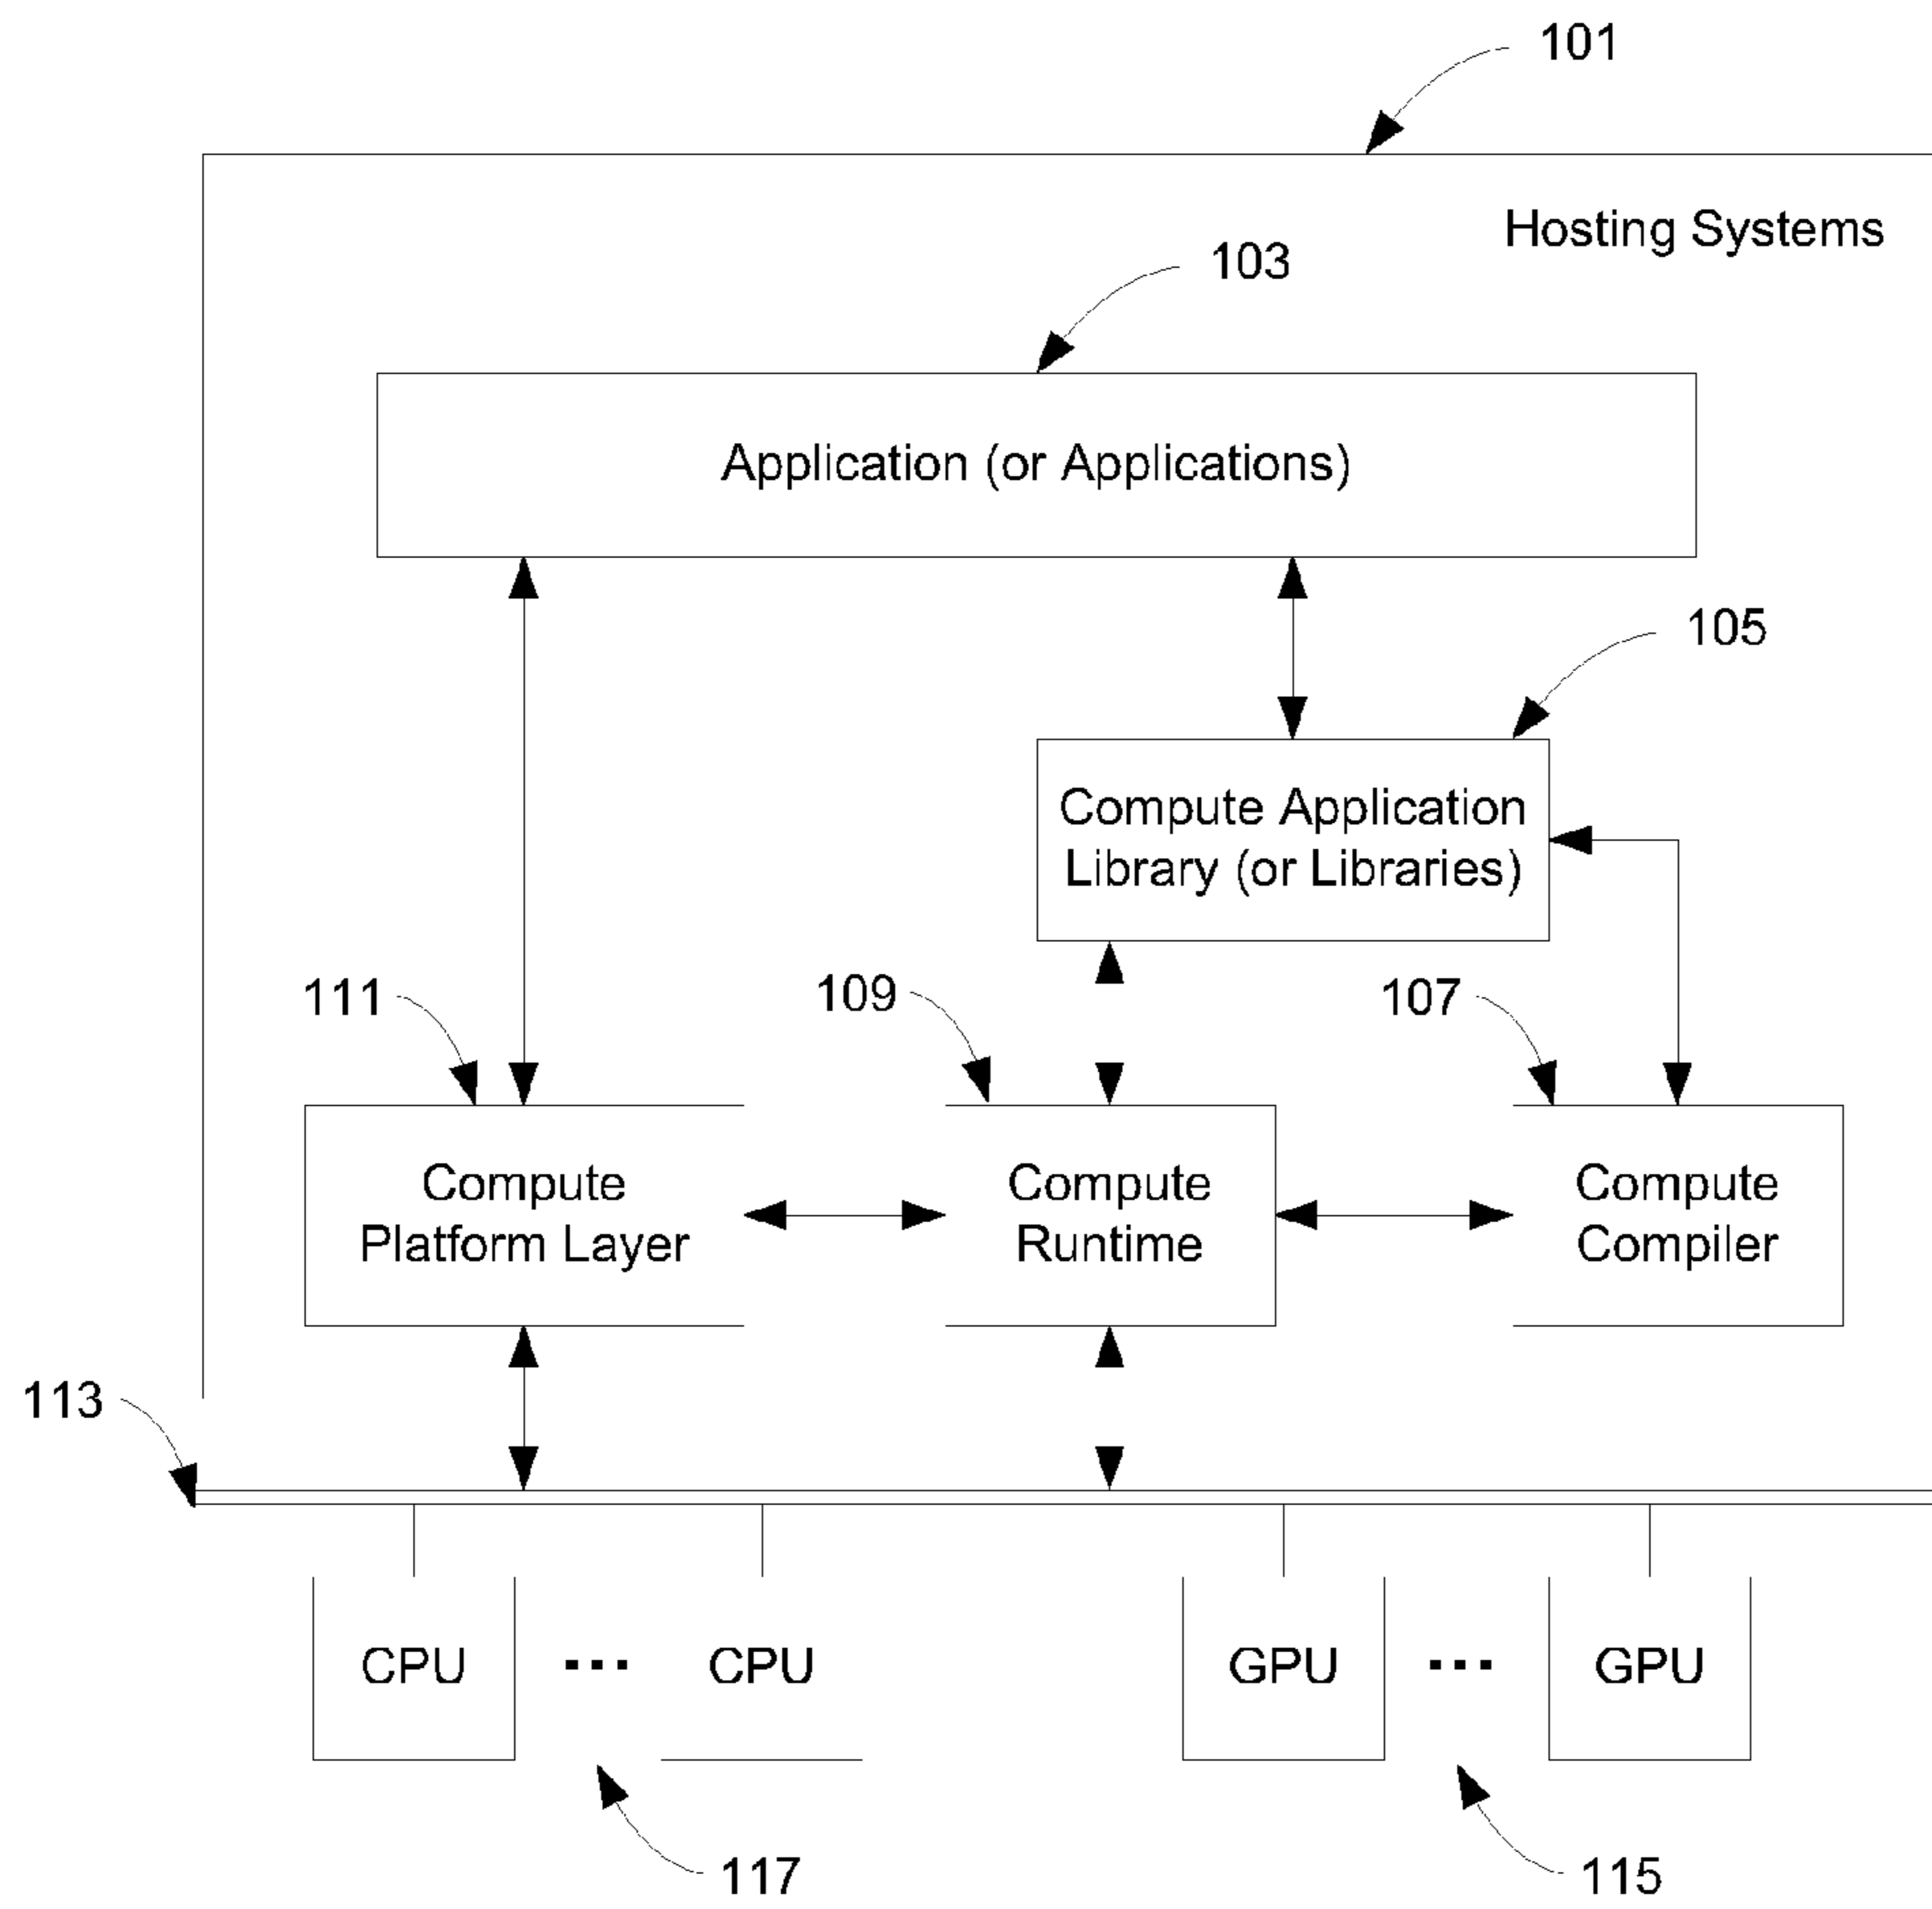 101
Hosting Systems
103
Application (or Applications)
105
Compute Application
Library (or Libraries)
111
109
107
Compute
Platform Layer
Compute
Runtime
Compute
Compiler
113
CPU
...
CPU
GPU
...
GPU
117
115